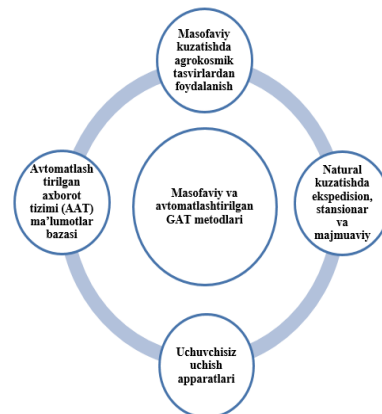 Masofaviy
kuzatishda
agrokosmik
tasvirlardan
foydalanish
Avtomatlash
tirilgan
axborot
tizimi (AAT)
ma’lumotlar
bazasi
Masofaviy va
avtomatlashtirilgan
GAT metodlari
Natural
kuzatishda
ekspedision,
stansionar
va
majmuaviy
Uchuvchisiz
uchish
apparatlari